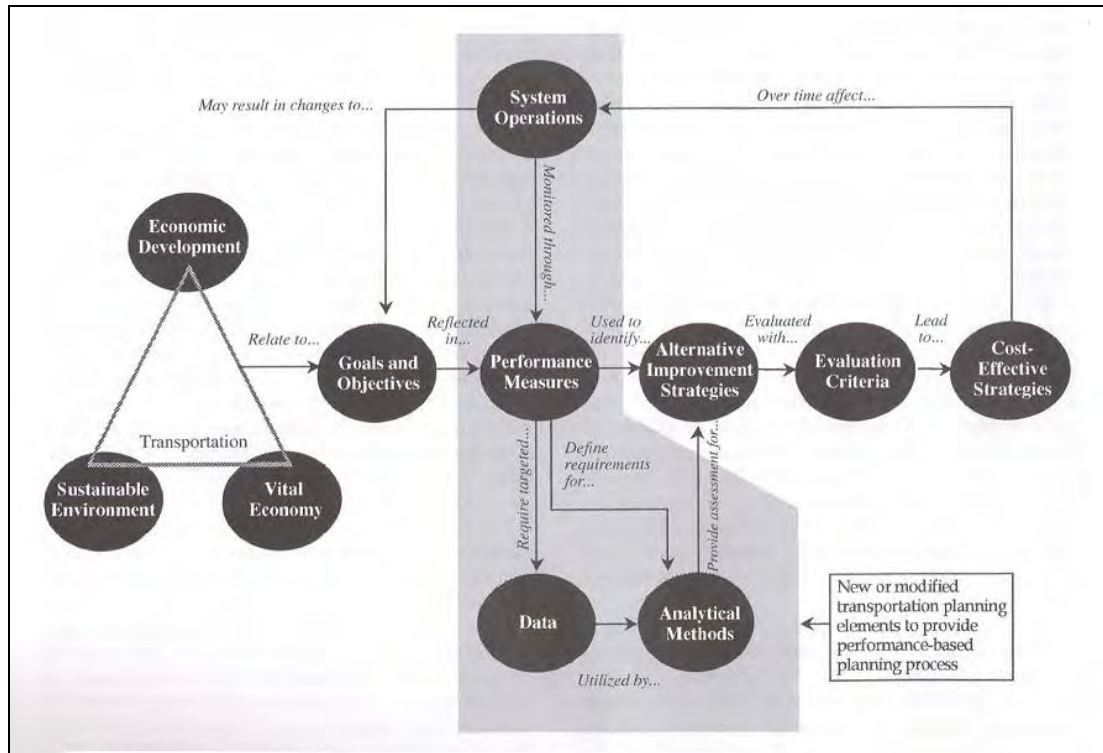 System
Operations
May result in changes to...
Over time affect...
Monitored through...
Economic
Development
Relate to...
Goals and
Objectives
Reflected
in...
Performance
Measures
Used to
identify...
Alternative
Improvement
Strategies
Evaluated
with...
Evaluation
Criteria
Lead
to...
Cost-
Effective
Strategies
Transportation
Sustainable
Environment
Vital
Economy
Require targeted...
Define
requirements
for...
Provide assessment for...
Data
Analytical
Methods
Utilized by...
New or modified
transportation planning
elements to provide
performance-based
planning process